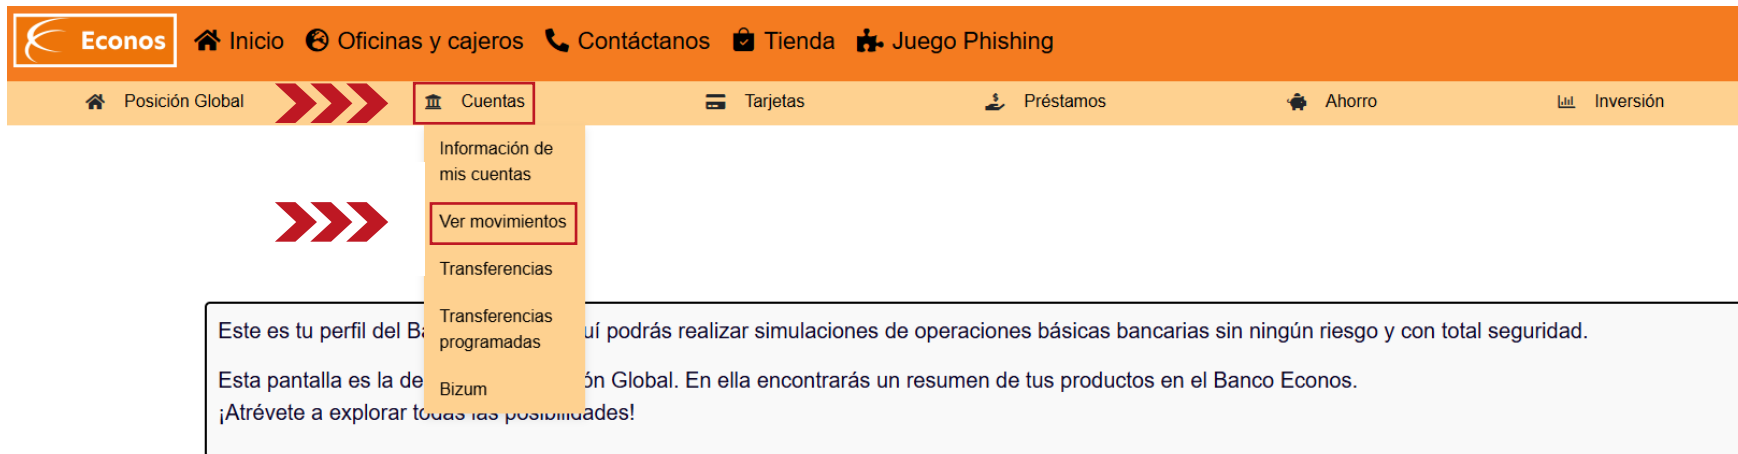 Econos Inicio Oficinas y cajeros Contáctanos Tienda Juego Phishing
Posición Global Cuentas Tarjetas Préstamos Ahorro Inversión
Información de
mis cuentas
Ver movimientos
Transferencias
Transferencias
programadas
Bizum
Este es tu perfil del uí podrás realizar simulaciones de operaciones básicas bancarias sin ningún riesgo y con total seguridad.
Esta pantalla es la de ón Global. En ella encontrarás un resumen de tus productos en el Banco Econos.
¡Atrévete a explorar todas las posibilidades!